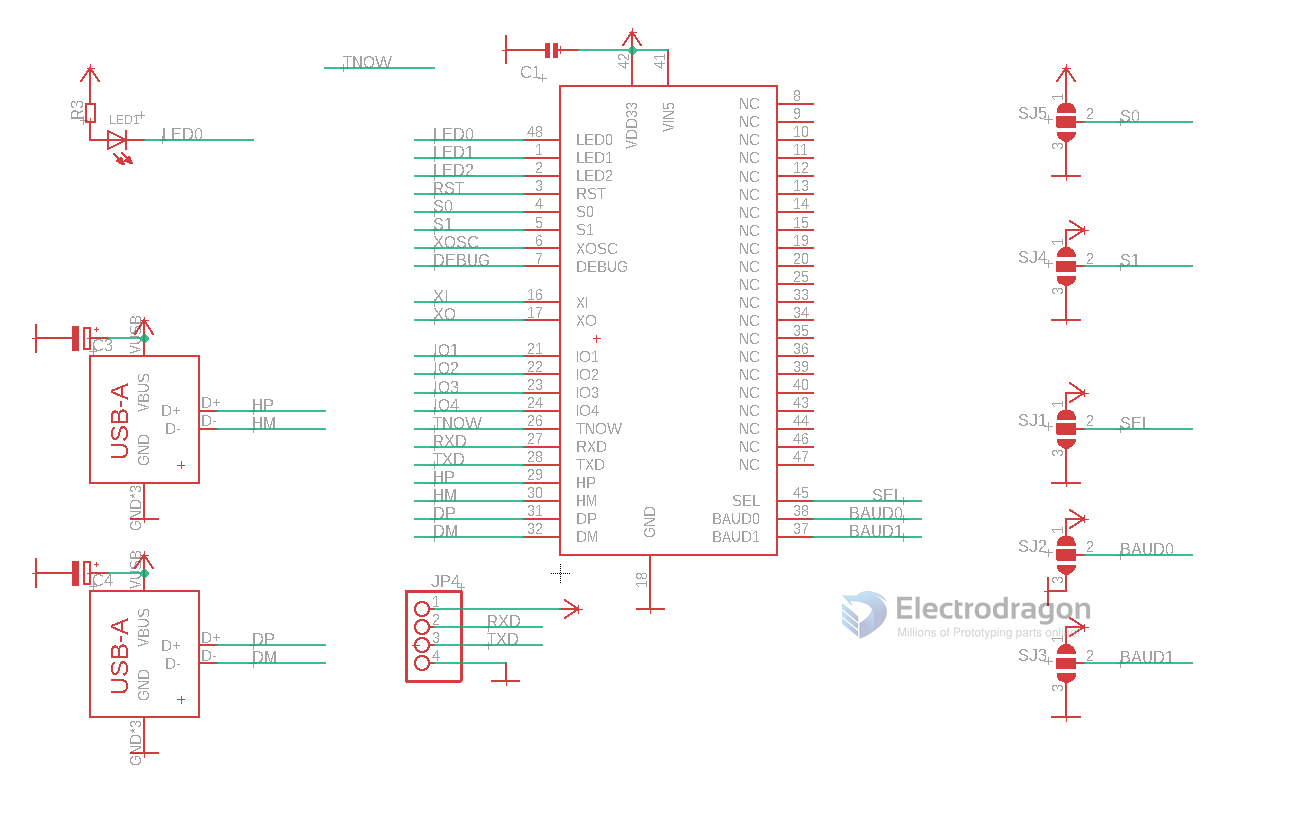 TNOW
R3
LED1
LED0
C1
42
41
VDD33
VIN5
LED0 48 LED0
LED1 1 LED1
LED2 2 LED2
RST 3 RST
S0 4 S0
S1 5 S1
XOSC 6 XOSC
DEBUG 7 DEBUG
XI 16 XI
XO 17 XO
IO1 21 IO1
IO2 22 IO2
IO3 23 IO3
IO4 24 IO4
TNOW 26 TNOW
RXD 27 RXD
TXD 28 TXD
HP 29 HP
HM 30 HM
DP 31 DP
DM 32 DM
NC 8
NC 9
NC 10
NC 11
NC 12
NC 13
NC 14
NC 15
NC 19
NC 20
NC 25
NC 33
NC 34
NC 35
NC 36
NC 39
NC 40
NC 43
NC 44
NC 46
NC 47
SEL 45 SEL
BAUD0 38 BAUD0
BAUD1 37 BAUD1
GND
18
VUSB
C3
USB-A
VBUS
D+ D+ HP
D- D- HM
GND
GND*3
VUSB
C4
USB-A
VBUS
D+ D+ DP
D- D- DM
GND
GND*3
JP4
1
2 RXD
3 TXD
4
SJ5 1 2 3 S0
SJ4 1 2 3 S1
SJ1 1 2 3 SEL
SJ2 1 2 3 BAUD0
Electrodragon
Millions of Prototyping parts online
SJ3 1 2 3 BAUD1